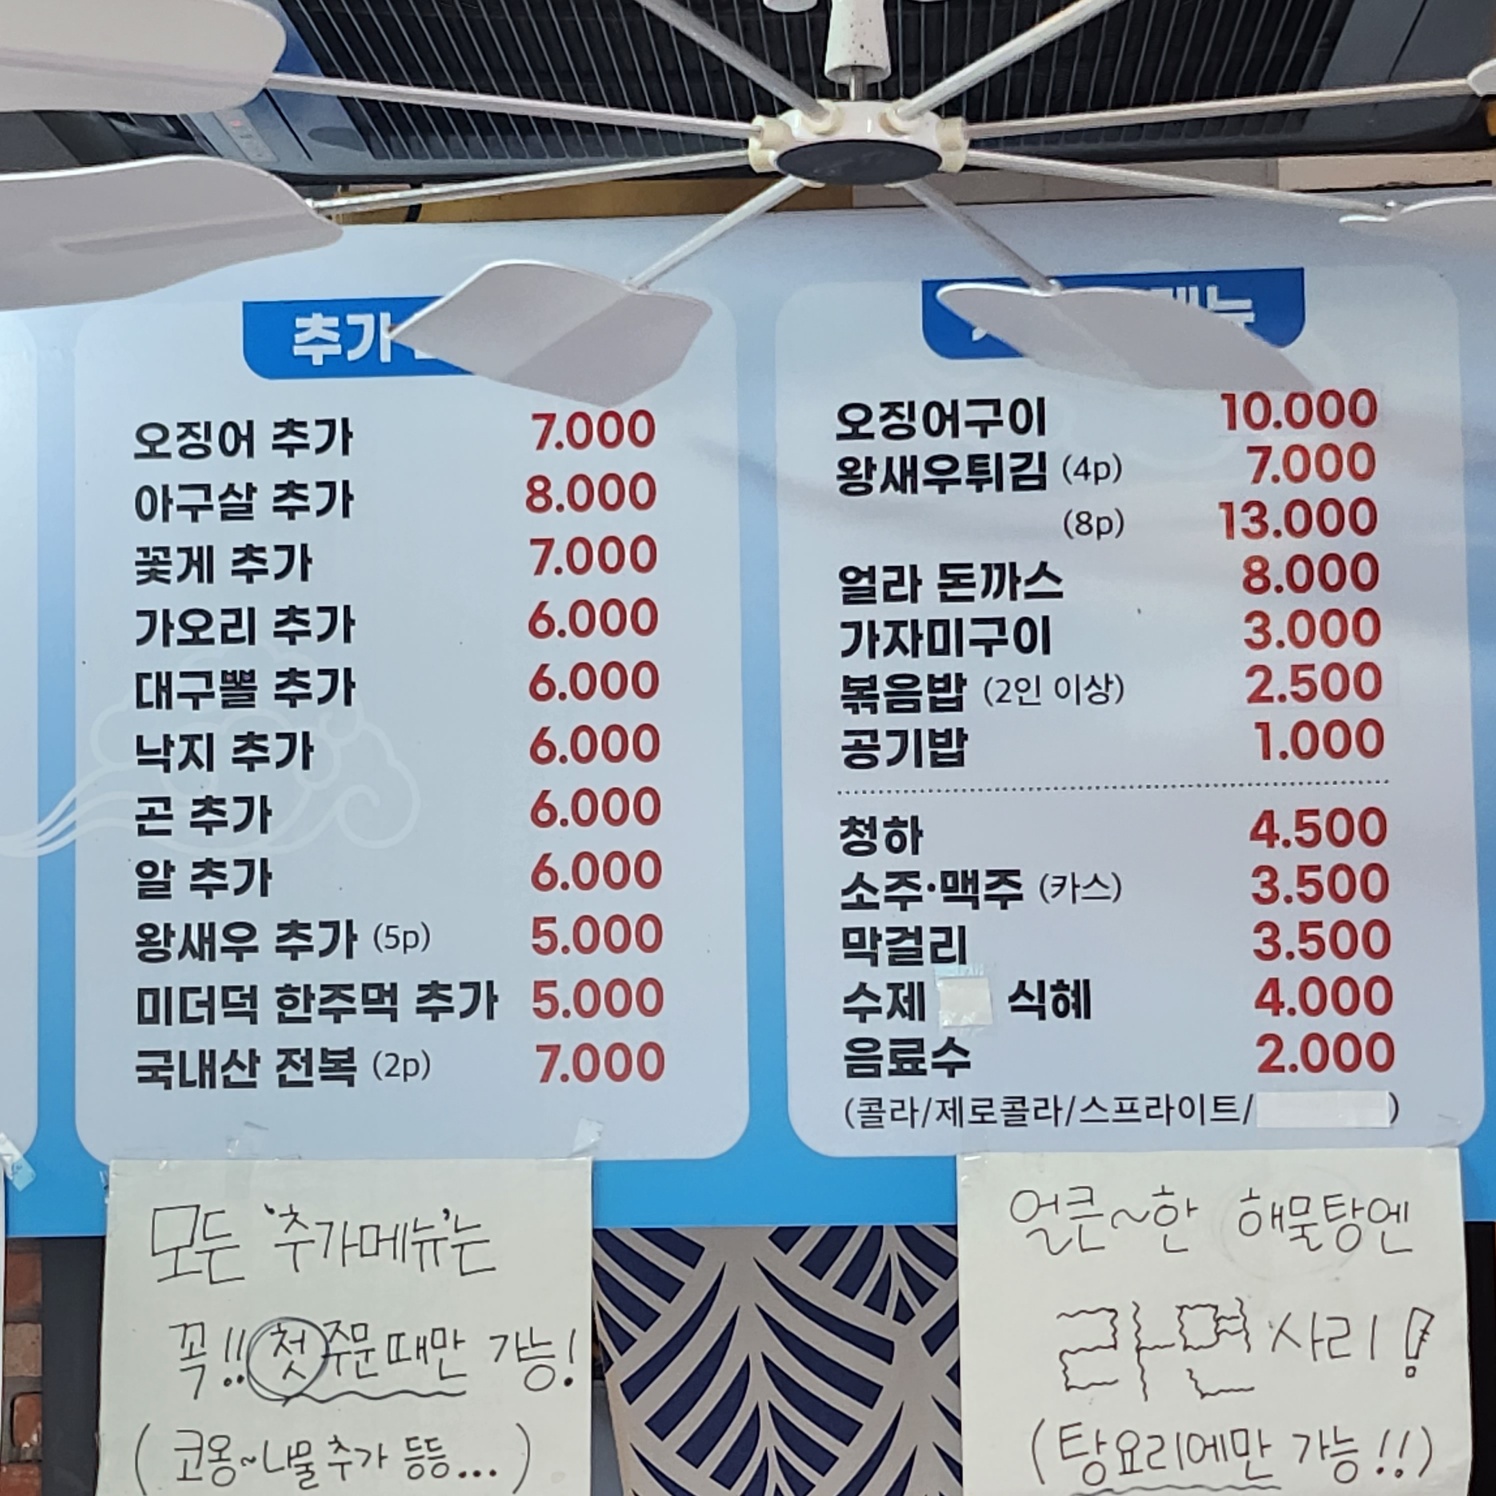 추가
오징어 추가 7.000
아구살 추가 8.000
꽃게 추가 7.000
가오리 추가 6.000
대구뽈 추가 6.000
낙지 추가 6.000
곤 추가 6.000
알 추가 6.000
왕새우 추가 (5p) 5.000
미더덕 한주먹 추가 5.000
국내산 전복 (2p) 7.000
오징어구이 10.000
왕새우튀김 (4p) 7.000
(8p) 13.000
얼라 돈까스 8.000
가자미구이 3.000
볶음밥 (2인 이상) 2.500
공기밥 1.000
청하 4.500
소주·맥주 (카스) 3.500
막걸리 3.500
수제 식혜 4.000
음료수 2.000
(콜라/제로콜라/스프라이트/ )
모든 '추가메뉴'는
꼭!! 첫 주문 때만 가능!
(코옹~나물 추가 등등...)
얼큰~한 해물탕엔
라면 사리!
(탕요리에만 가능!!)